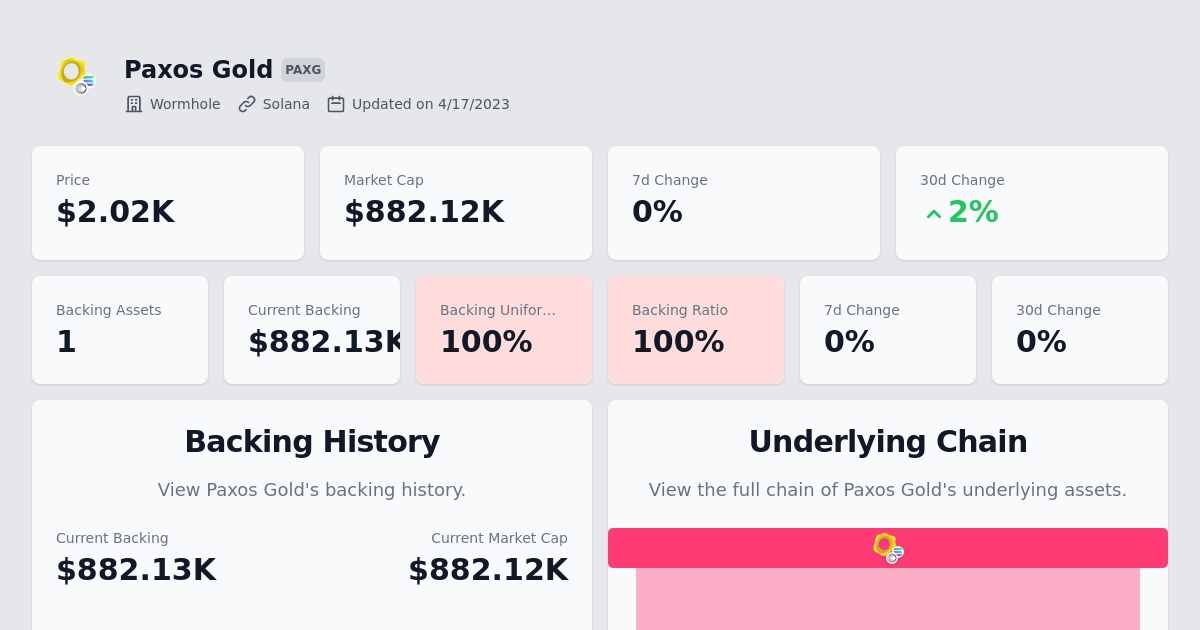 Paxos Gold PAXG
Wormhole Solana Updated on 4/17/2023
Price Market Cap 7d Change 30d Change
$2.02K $882.12K 0% 2%
Backing Assets Current Backing Backing Unifor… Backing Ratio 7d Change 30d Change
1 $882.13K 100% 100% 0% 0%
Backing History
View Paxos Gold's backing history.
Current Backing Current Market Cap
$882.13K $882.12K
Underlying Chain
View the full chain of Paxos Gold's underlying assets.